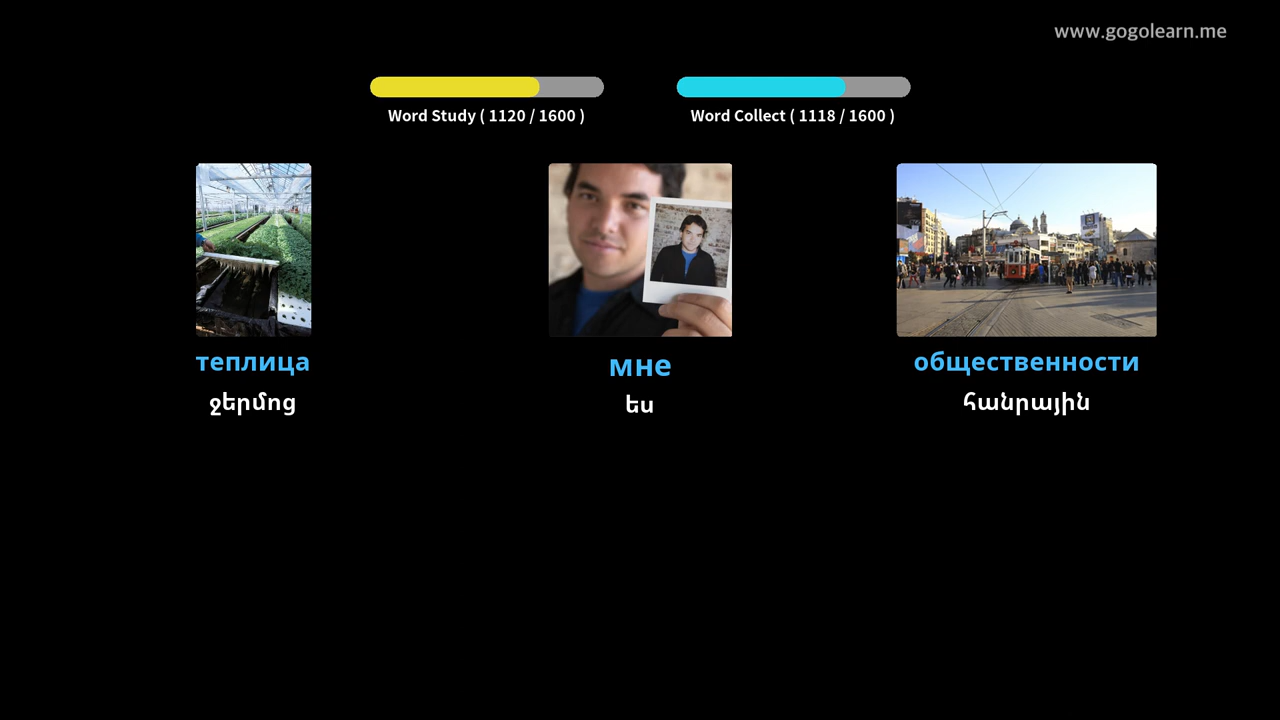 www.gogolearn.me
Word Study ( 1120 / 1600 )
Word Collect ( 1118 / 1600 )
теплица
мне
общественности
ջերմոց
ես
հանրային